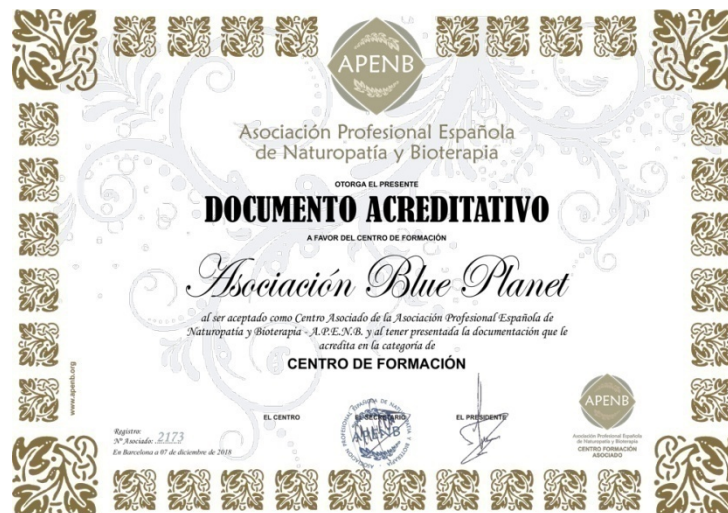 APENB
Asociación Profesional Española
de Naturopatía y Bioterapia
OTORGA EL PRESENTE
DOCUMENTO ACREDITATIVO
A FAVOR DEL CENTRO DE FORMACIÓN
Asociación Blue Planet
al ser aceptado como Centro Asociado de la Asociación Profesional Española de
Naturopatía y Bioterapia - A.P.E.N.B. y al tener presentada la documentación que le
acredita en la categoría de
CENTRO DE FORMACIÓN
www.apenb.org
EL CENTRO
EL SECRETARIO
EL PRESIDENTE
APENB
Registro:
Nº Asociado: 2173
En Barcelona a 07 de diciembre de 2018
APENB
Asociación Profesional Española
de Naturopatía y Bioterapia
CENTRO FORMACIÓN
ASOCIADO